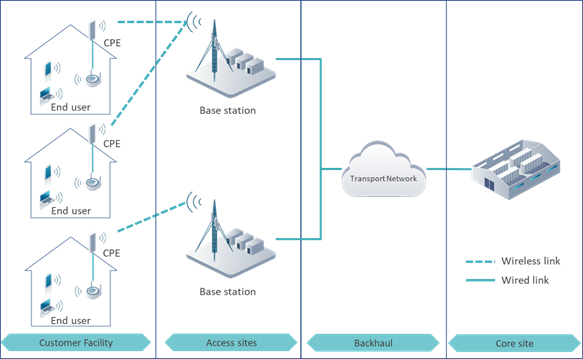 CPE
End user
CPE
End user
CPE
End user
Base station
Base station
Transport Network
Wireless link
Wired link
Customer Facility
Access sites
Backhaul
Core site